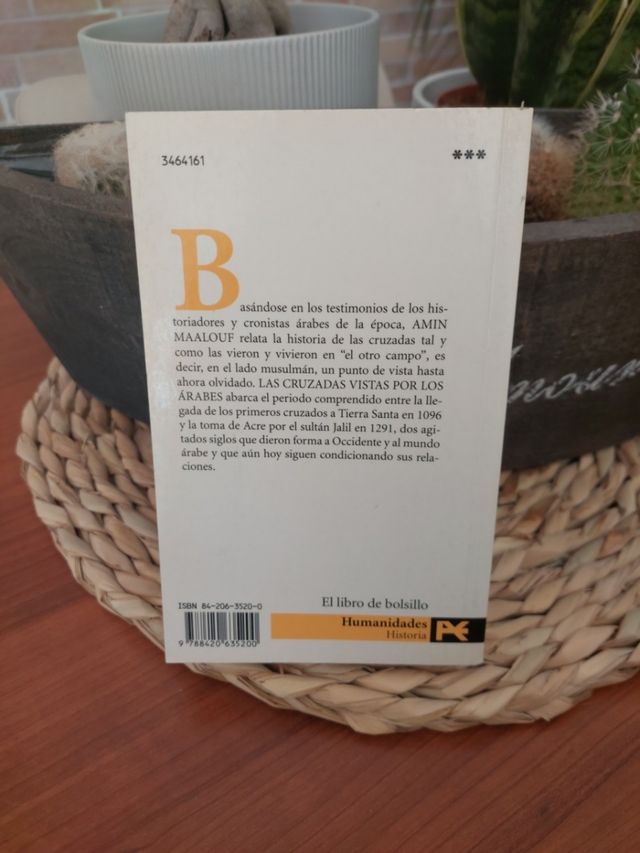 3464161
***
Basándose en los testimonios de los his-
toriadores y cronistas árabes de la época, AMIN
MAALOUF relata la historia de las cruzadas tal y
como las vieron y vivieron en "el otro campo", es
decir, en el lado musulmán, un punto de vista hasta
ahora olvidado. LAS CRUZADAS VISTAS POR LOS
ÁRABES abarca el periodo comprendido entre la lle-
gada de los primeros cruzados a Tierra Santa en 1096
y la toma de Acre por el sultán Jalil en 1291, dos agi-
tados siglos que dieron forma a Occidente y al mundo
árabe y que aún hoy siguen condicionando sus rela-
ciones.
ISBN 84-206-3520-0
9 788420 635200
El libro de bolsillo
Humanidades
Historia